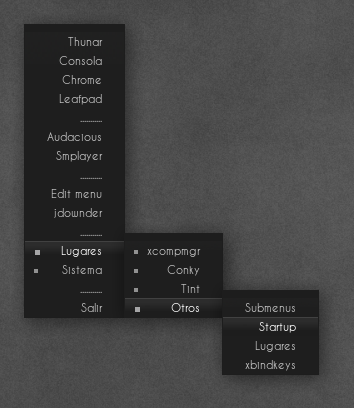 Thunar
Consola
Chrome
Leafpad
Audacious
Smplayer
Edit menu
jdownder
Lugares
Sistema
Salir
xcompmgr
Conky
Tint
Otros
Submenus
Startup
Lugares
xbindkeys